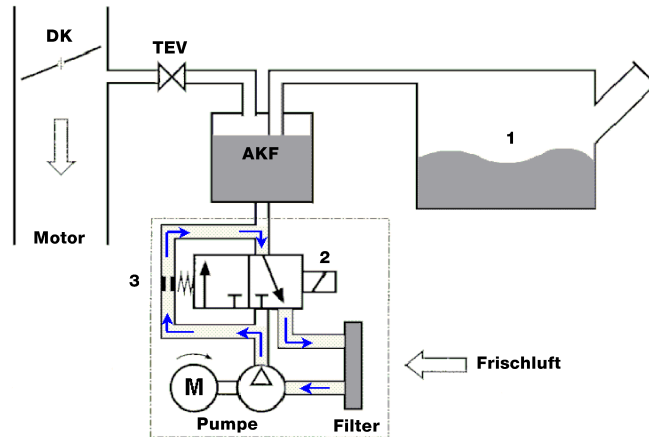 DK
TEV
1
AKF
Motor
2
3
Frischluft
M
Pumpe
Filter